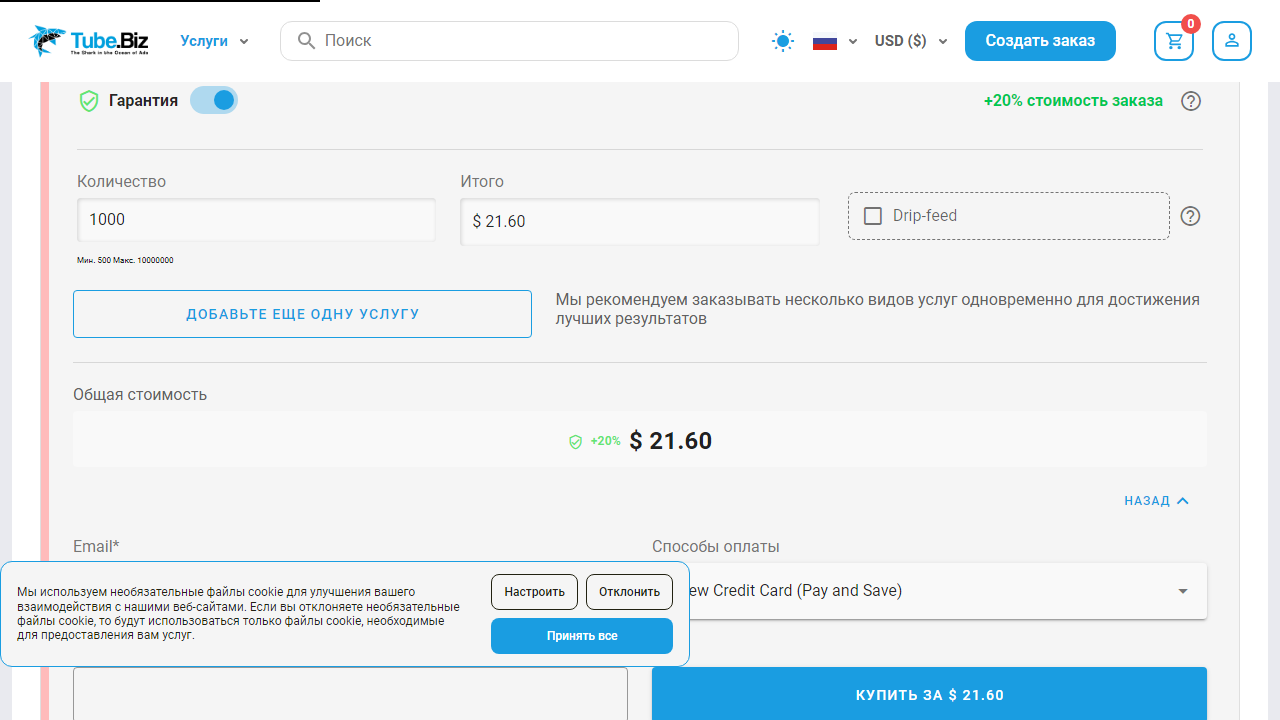 Tube.Biz
The Shark in the Ocean of Ads
Услуги
Поиск
USD ($)
Создать заказ
0
Гарантия
+20% стоимость заказа
Количество
Итого
1000
$ 21.60
Drip-feed
Мин. 500 Макс. 10000000
ДОБАВЬТЕ ЕЩЕ ОДНУ УСЛУГУ
Мы рекомендуем заказывать несколько видов услуг одновременно для достижения
лучших результатов
Общая стоимость
+20% $ 21.60
НАЗАД
Email*
Способы оплаты
ew Credit Card (Pay and Save)
Мы используем необязательные файлы cookie для улучшения вашего
взаимодействия с нашими веб-сайтами. Если вы отклоняете необязательные
файлы cookie, то будут использоваться только файлы cookie, необходимые
для предоставления вам услуг.
Настроить
Отклонить
Принять все
КУПИТЬ ЗА $ 21.60